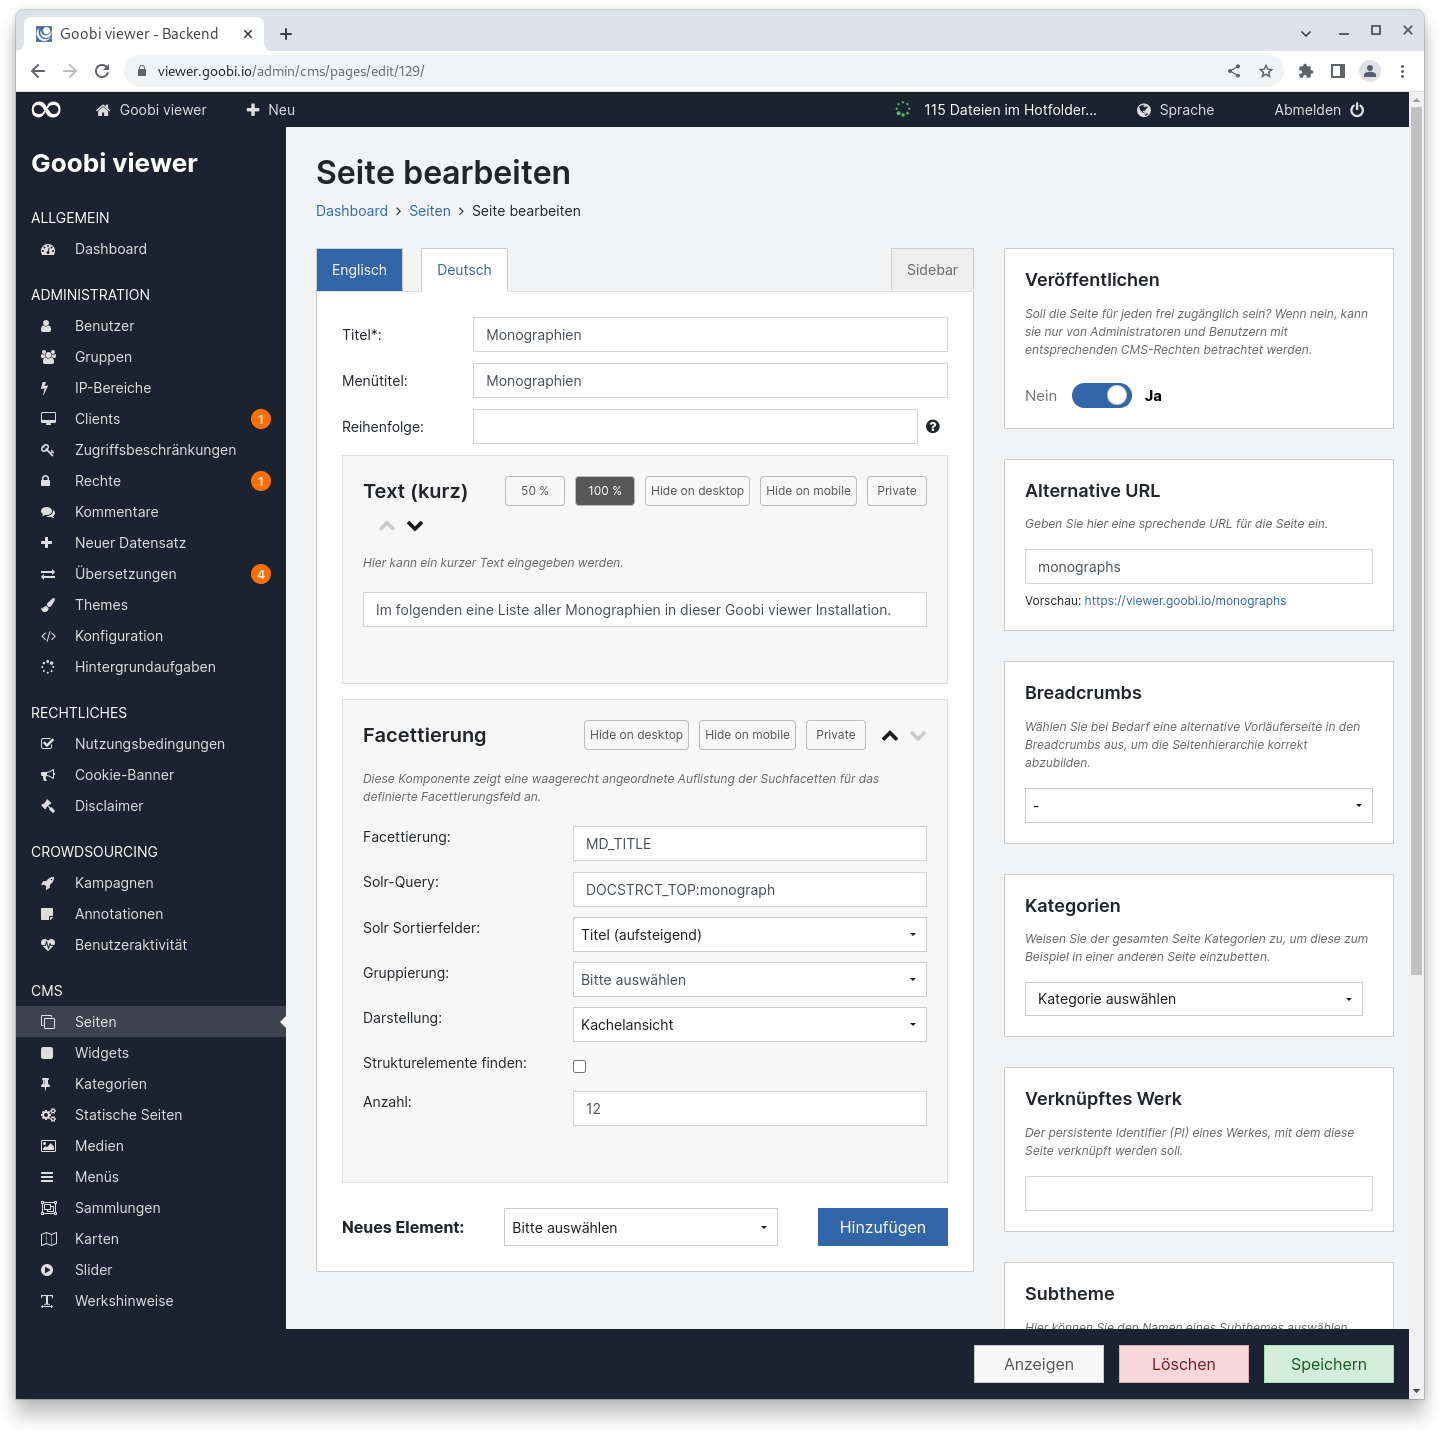 Goobi viewer - Backend
viewer.goobi.io/admin/cms/pages/edit/129/
Goobi viewer
Neu
115 Dateien im Hotfolder...
Sprache
Abmelden
Goobi viewer
ALLGEMEIN
Dashboard
ADMINISTRATION
Benutzer
Gruppen
IP-Bereiche
Clients 1
Zugriffsbeschränkungen
Rechte 1
Kommentare
Neuer Datensatz
Übersetzungen 4
Themes
Konfiguration
Hintergrundaufgaben
RECHTLICHES
Nutzungsbedingungen
Cookie-Banner
Disclaimer
CROWDSOURCING
Kampagnen
Annotationen
Benutzeraktivität
CMS
Seiten
Widgets
Kategorien
Statische Seiten
Medien
Menüs
Sammlungen
Karten
Slider
Werkshinweise
Seite bearbeiten
Dashboard > Seiten > Seite bearbeiten
Englisch
Deutsch
Sidebar
Titel*: Monographien
Menütitel: Monographien
Reihenfolge:
Text (kurz)
50 %
100 %
Hide on desktop
Hide on mobile
Private
Hier kann ein kurzer Text eingegeben werden.
Im folgenden eine Liste aller Monographien in dieser Goobi viewer Installation.
Facettierung
Hide on desktop
Hide on mobile
Private
Diese Komponente zeigt eine waagerecht angeordnete Auflistung der Suchfacetten für das
definierte Facettierungsfeld an.
Facettierung: MD_TITLE
Solr-Query: DOCSTRCT_TOP:monograph
Solr Sortierfelder: Titel (aufsteigend)
Gruppierung: Bitte auswählen
Darstellung: Kachelansicht
Strukturelemente finden:
Anzahl: 12
Neues Element: Bitte auswählen
Hinzufügen
Veröffentlichen
Soll die Seite für jeden frei zugänglich sein? Wenn nein, kann
sie nur von Administratoren und Benutzern mit
entsprechenden CMS-Rechten betrachtet werden.
Nein Ja
Alternative URL
Geben Sie hier eine sprechende URL für die Seite ein.
monographs
Vorschau: https://viewer.goobi.io/monographs
Breadcrumbs
Wählen Sie bei Bedarf eine alternative Vorläuferseite in den
Breadcrumbs aus, um die Seitenhierarchie korrekt
abzubilden.
-
Kategorien
Weisen Sie der gesamten Seite Kategorien zu, um diese zum
Beispiel in einer anderen Seite einzubetten.
Kategorie auswählen
Verknüpftes Werk
Der persistente Identifier (PI) eines Werkes, mit dem diese
Seite verknüpft werden soll.
Subtheme
Hier können Sie den Namen eines Subthemes auswählen
Anzeigen
Löschen
Speichern